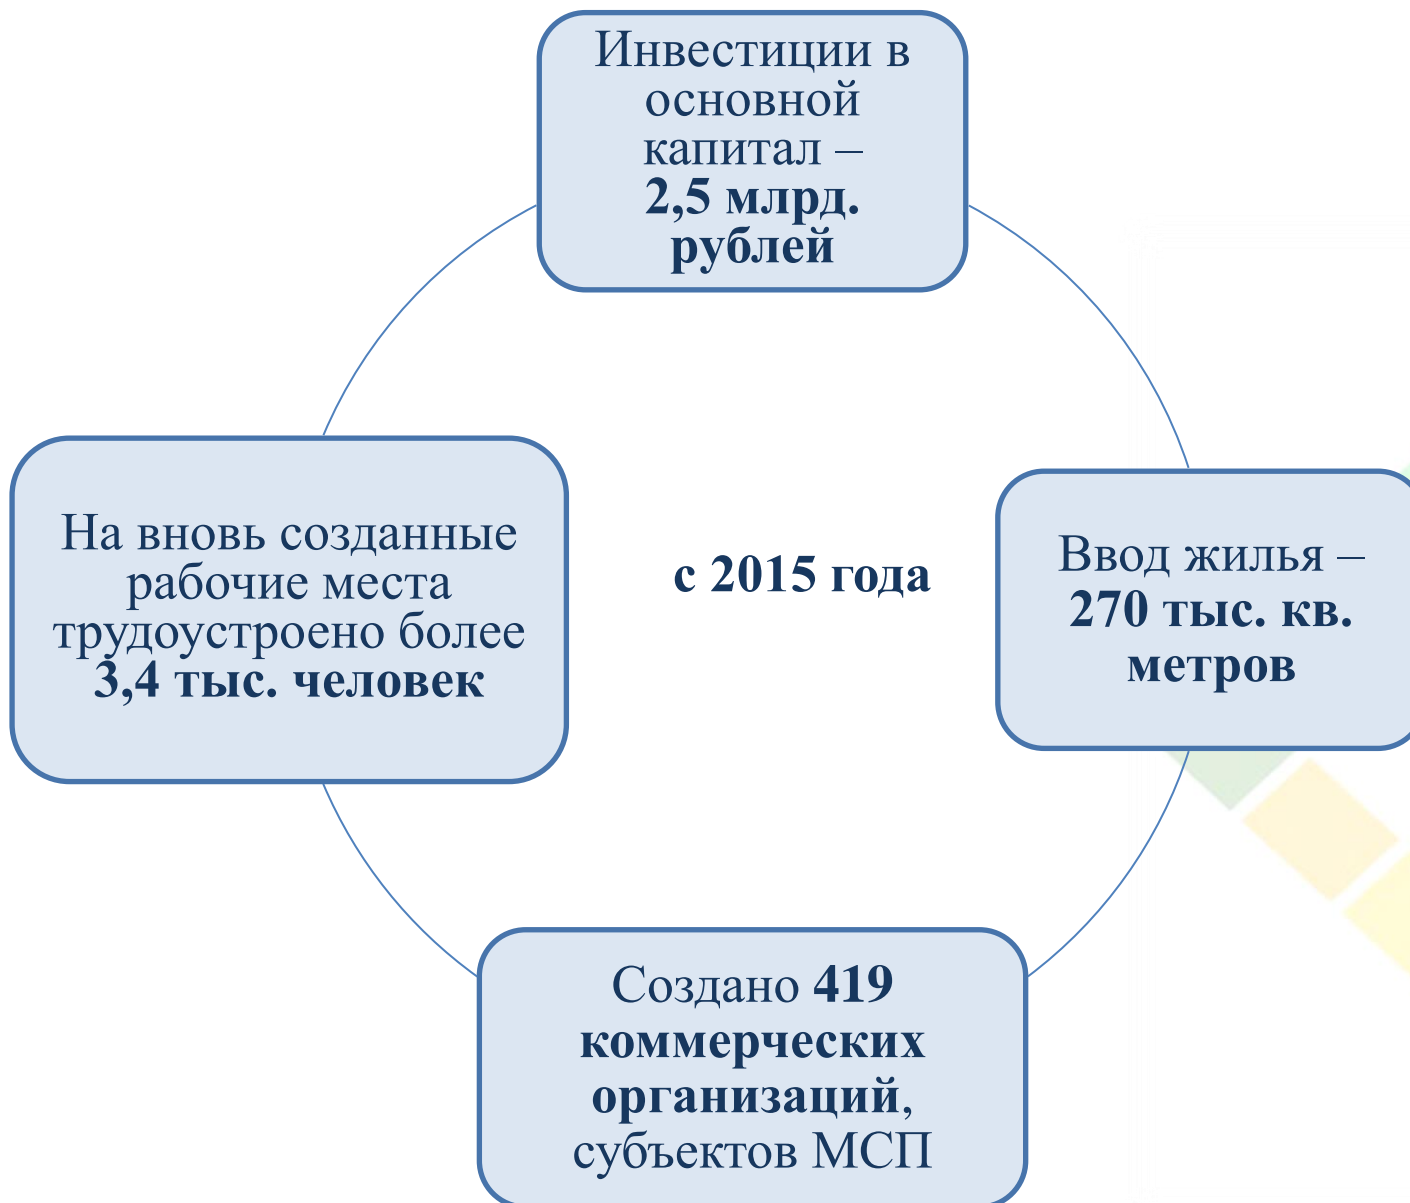 Инвестиции в
основной
капитал –
2,5 млрд.
рублей
На вновь созданные
рабочие места
трудоустроено более
3,4 тыс. человек
с 2015 года
Ввод жилья –
270 тыс. кв.
метров
Создано 419
коммерческих
организаций,
субъектов МСП